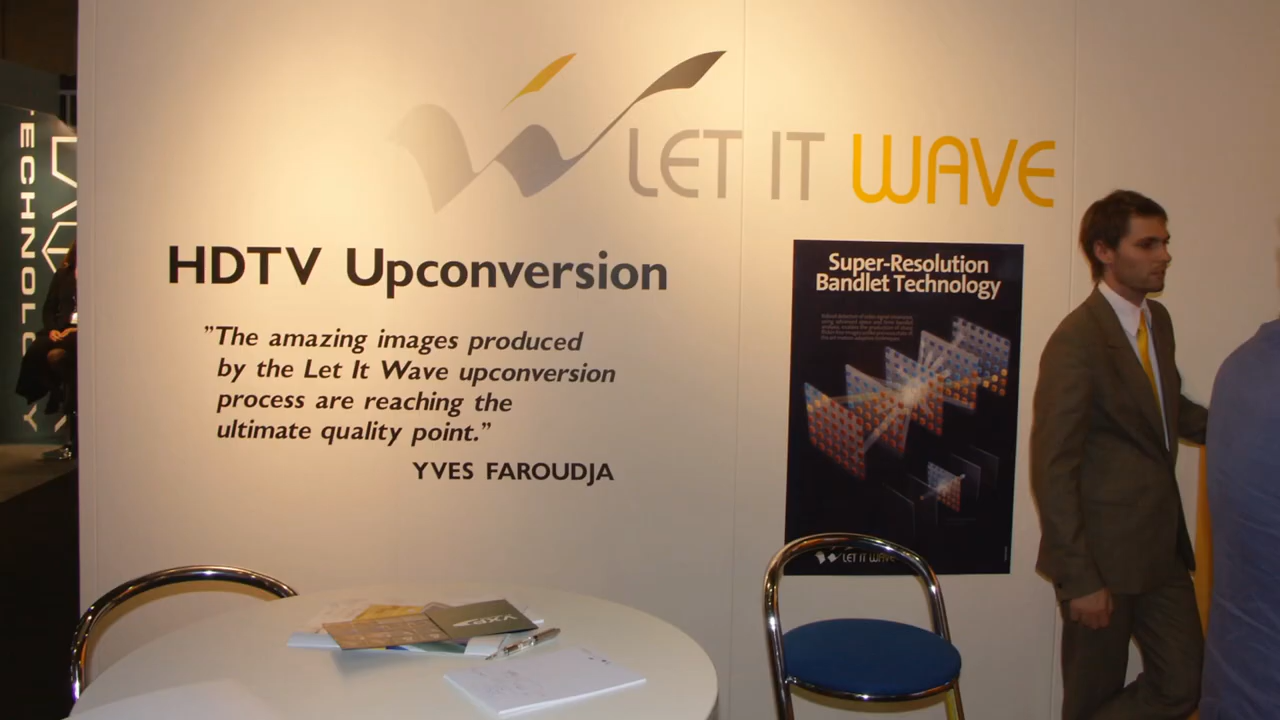 LET IT WAVE
HDTV Upconversion
"The amazing images produced
by the Let It Wave upconversion
process are reaching the
ultimate quality point."
YVES FAROUDJA
Super-Resolution
Bandlet Technology
LET IT WAVE
ECHNOLOGY